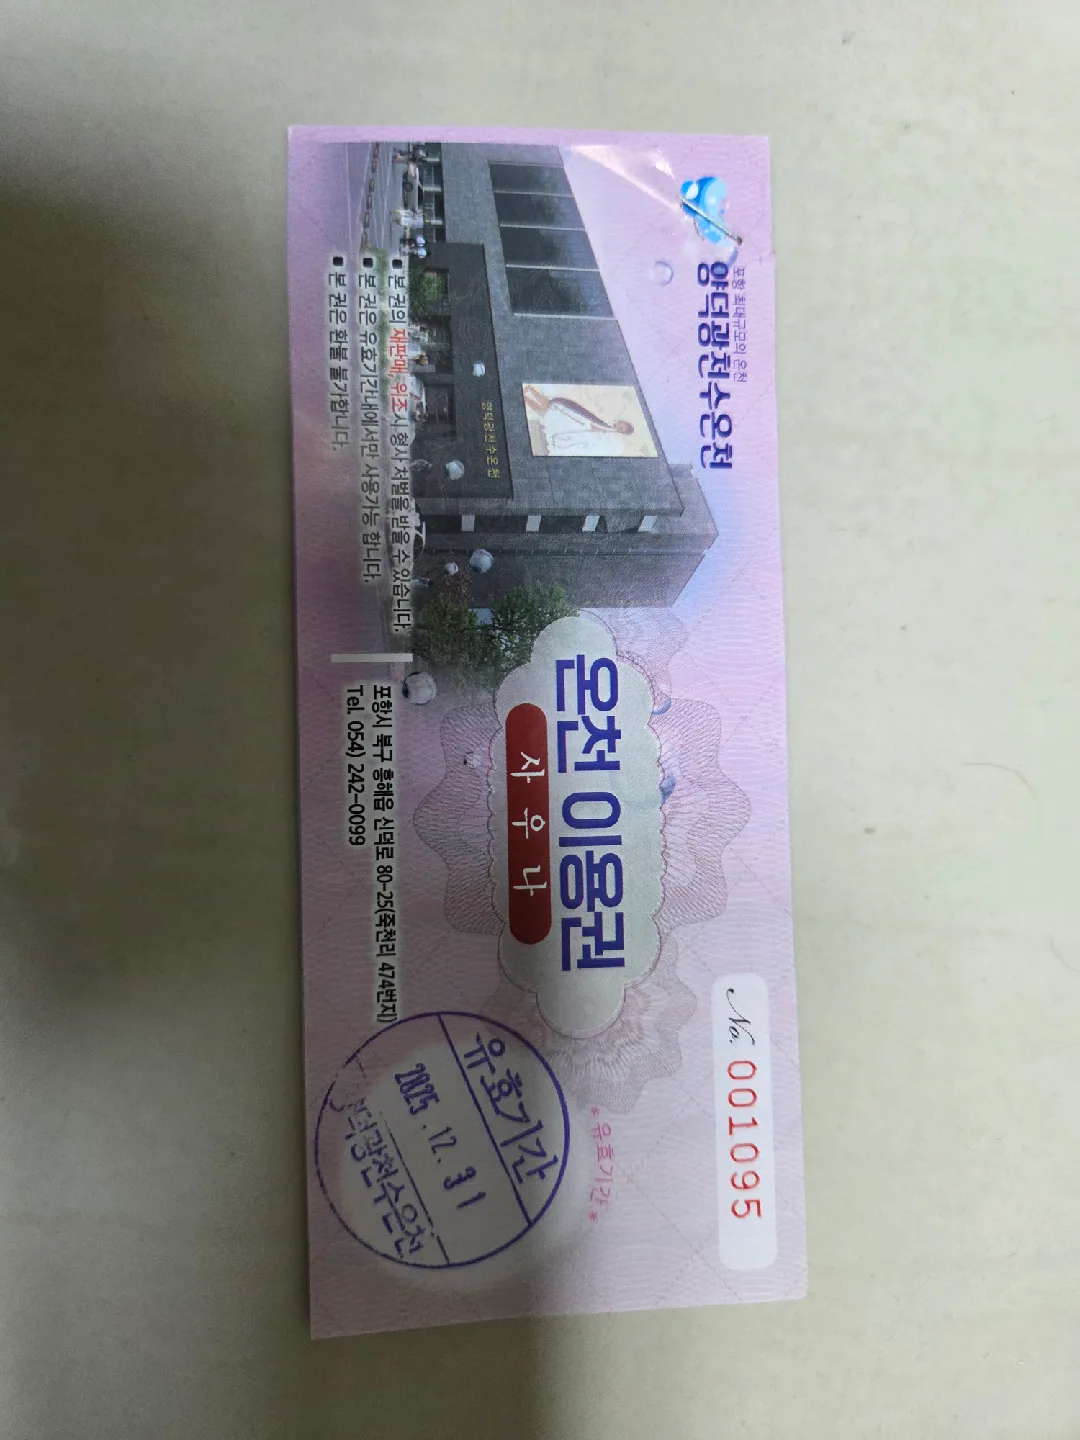 포항 최대규모의 온천
양덕광천수온천
No. 001095
양덕광천수온천
온천 이용권
사우나
■ 본 권의 재판매, 위조시 형사 처벌을 받을 수 있습니다.
■ 본 권은 유효기간내에서만 사용가능 합니다.
■ 본 권은 환불 불가합니다.
포항시 북구 흥해읍 신덕로 80-25(죽천리 474번지)
Tel. 054) 242-0099
* 유효기간 *
유효기간
2025.12.31
양덕광천수온천